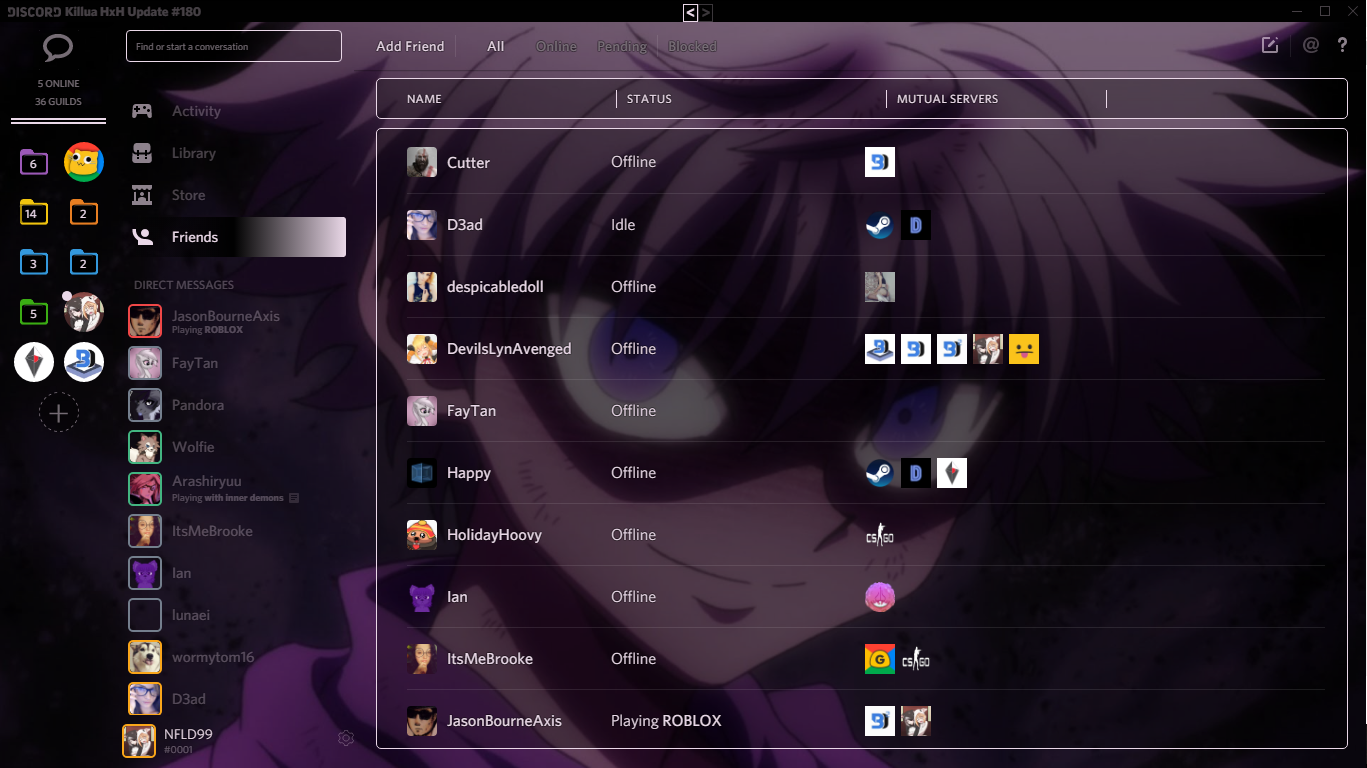 DISCORD Killua HxH Update #180
< >
Find or start a conversation
Add Friend
All
Online
Pending
Blocked
@
?
5 ONLINE
36 GUILDS
6
14
2
3
2
5
Activity
Library
Store
Friends
DIRECT MESSAGES
JasonBourneAxis
Playing ROBLOX
FayTan
Pandora
Wolfie
Arashiryuu
Playing with inner demons
ItsMeBrooke
Ian
lunaei
wormytom16
D3ad
NFLD99
#0001
NAME
STATUS
MUTUAL SERVERS
Cutter
Offline
D3ad
Idle
D
despicabledoll
Offline
DevilsLynAvenged
Offline
FayTan
Offline
Happy
Offline
D
HolidayHoovy
Offline
CS GO
Ian
Offline
ItsMeBrooke
Offline
G
CS GO
JasonBourneAxis
Playing ROBLOX